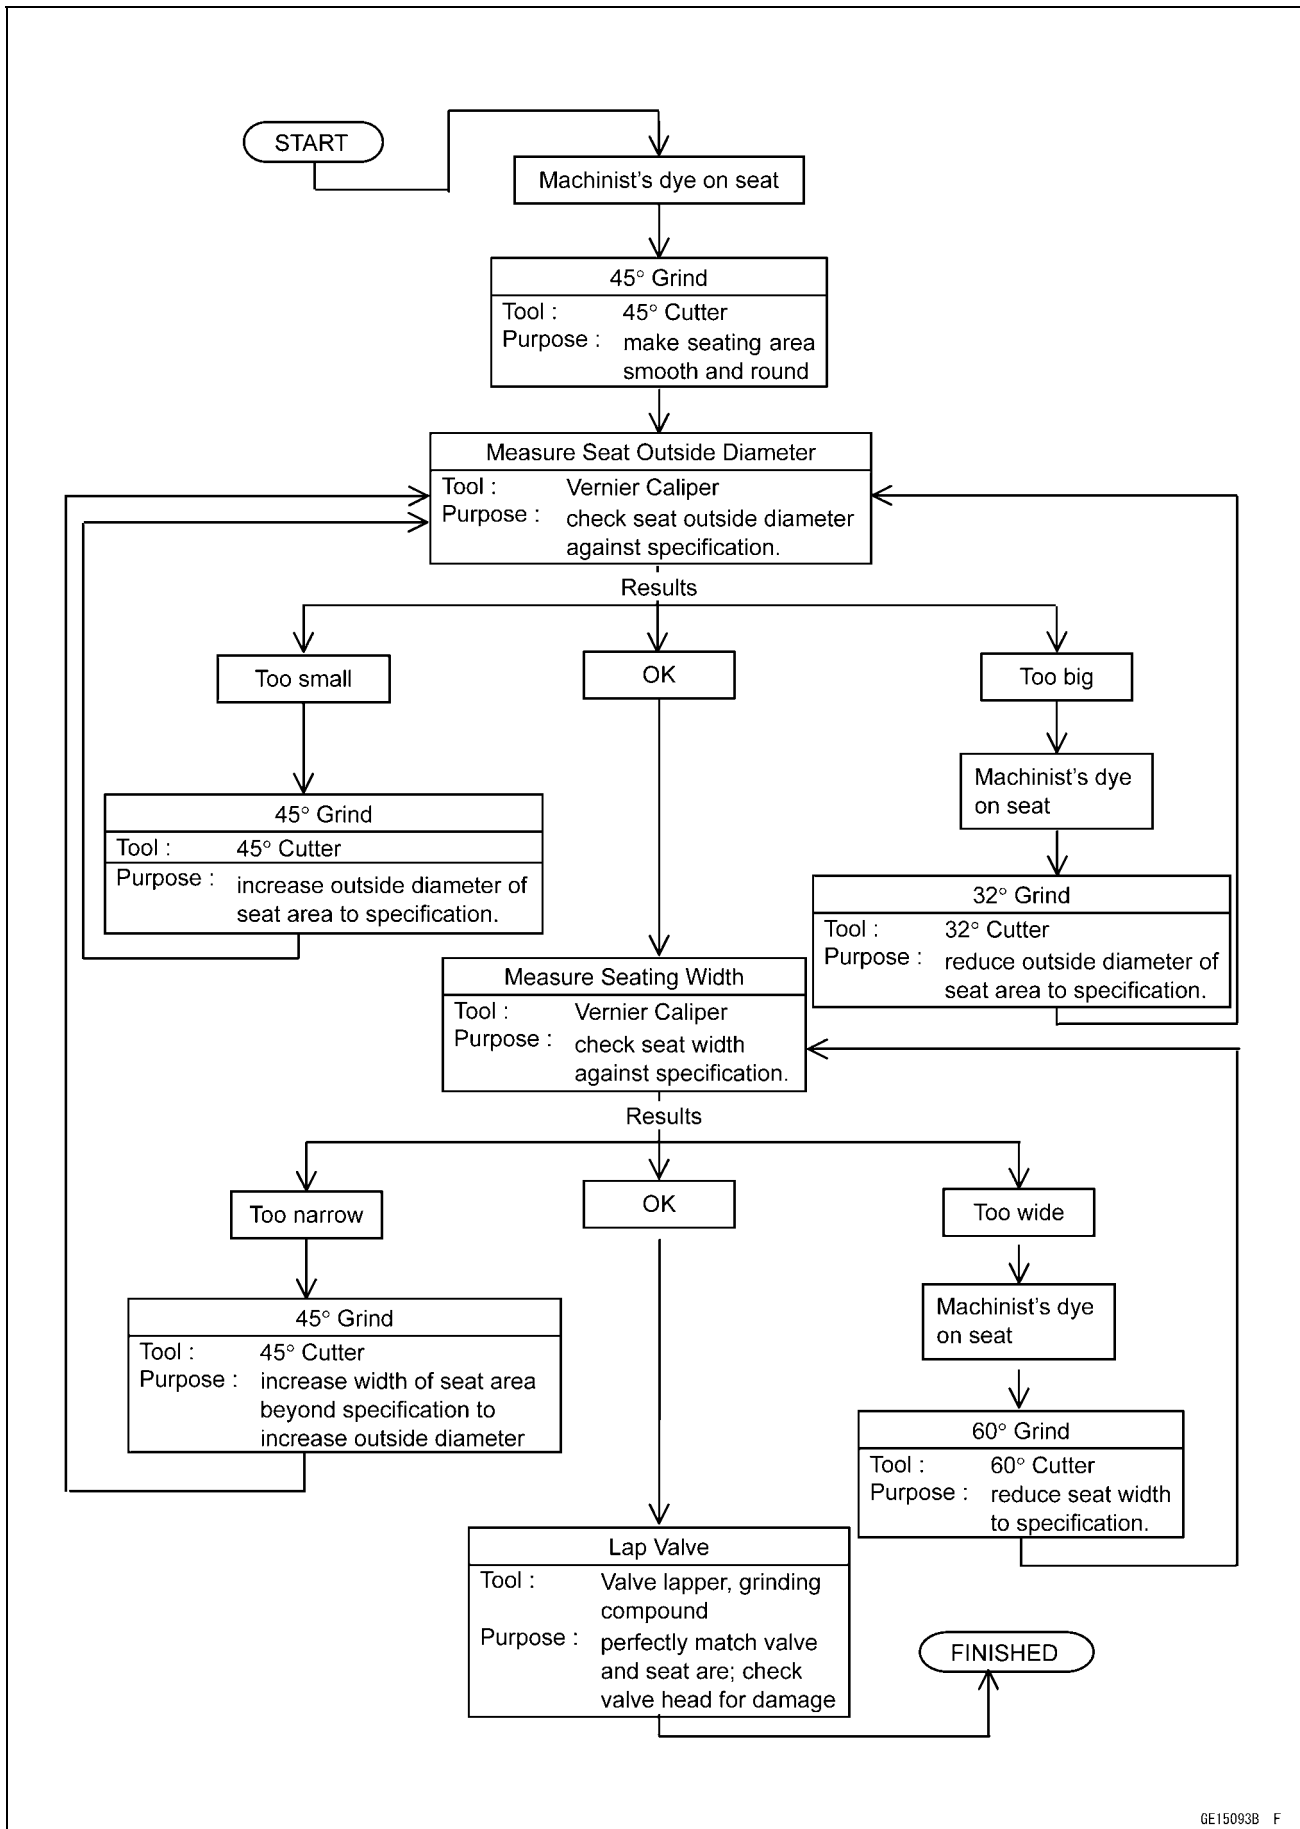 START
Machinist's dye on seat
45° Grind
Tool : 45° Cutter
Purpose : make seating area
smooth and round
Measure Seat Outside Diameter
Tool : Vernier Caliper
Purpose : check seat outside diameter
against specification.
Results
Too small
OK
Too big
Machinist's dye
on seat
45° Grind
Tool : 45° Cutter
Purpose : increase outside diameter of
seat area to specification.
32° Grind
Tool : 32° Cutter
Purpose : reduce outside diameter of
seat area to specification.
Measure Seating Width
Tool : Vernier Caliper
Purpose : check seat width
against specification.
Results
Too narrow
OK
Too wide
Machinist's dye
on seat
45° Grind
Tool : 45° Cutter
Purpose : increase width of seat area
beyond specification to
increase outside diameter
60° Grind
Tool : 60° Cutter
Purpose : reduce seat width
to specification.
Lap Valve
Tool : Valve lapper, grinding
compound
Purpose : perfectly match valve
and seat are; check
valve head for damage
FINISHED
GE15093B F